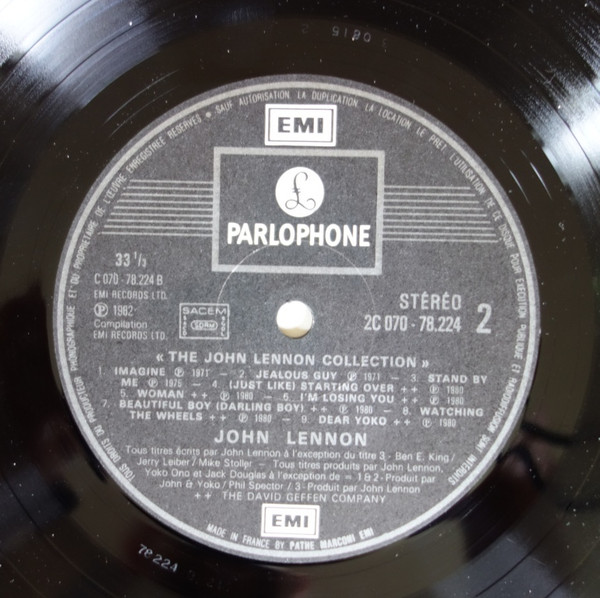 EMI
TOUS DROITS DU PRODUCTEUR PHONOGRAPHIQUE ET DU PROPRIETAIRE DE L'ŒUVRE ENREGISTREE RESERVES ● SAUF AUTORISATION, LA DUPLICATION, LA LOCATION, LE PRET, L'UTILISATION DE CE DISQUE POUR EXECUTION PUBLIQUE ET RADIODIFFUSION SONT INTERDITS
£
PARLOPHONE
33 1/3
C 070 - 78.224 B
EMI RECORDS LTD.
℗ 1982
Compilation
EMI RECORDS LTD.
SACEM
SDRM
STÉRÉO
2C 070 - 78.224
2
« THE JOHN LENNON COLLECTION »
1. IMAGINE ℗ 1971 — 2. JEALOUS GUY ℗ 1971 — 3. STAND BY
ME ℗ 1975 — 4. (JUST LIKE) STARTING OVER ++ ℗ 1980
5. WOMAN ++ ℗ 1980 — 6. I'M LOSING YOU ++ ℗ 1980
7. BEAUTIFUL BOY (DARLING BOY) ++ ℗ 1980 — 8. WATCHING
THE WHEELS ++ ℗ 1980 — 9. DEAR YOKO ++ ℗ 1980
JOHN LENNON
Tous titres écrits par John Lennon à l'exception du titre 3 - Ben E. King/
Jerry Leiber/Mike Stoller — Tous titres produits par John Lennon,
Yoko Ono et Jack Douglas à l'exception de = 1 & 2 - Produit par
John & Yoko/Phil Spector / 3 - Produit par John Lennon
++ THE DAVID GEFFEN COMPANY
EMI
MADE IN FRANCE BY PATHE MARCONI EMI